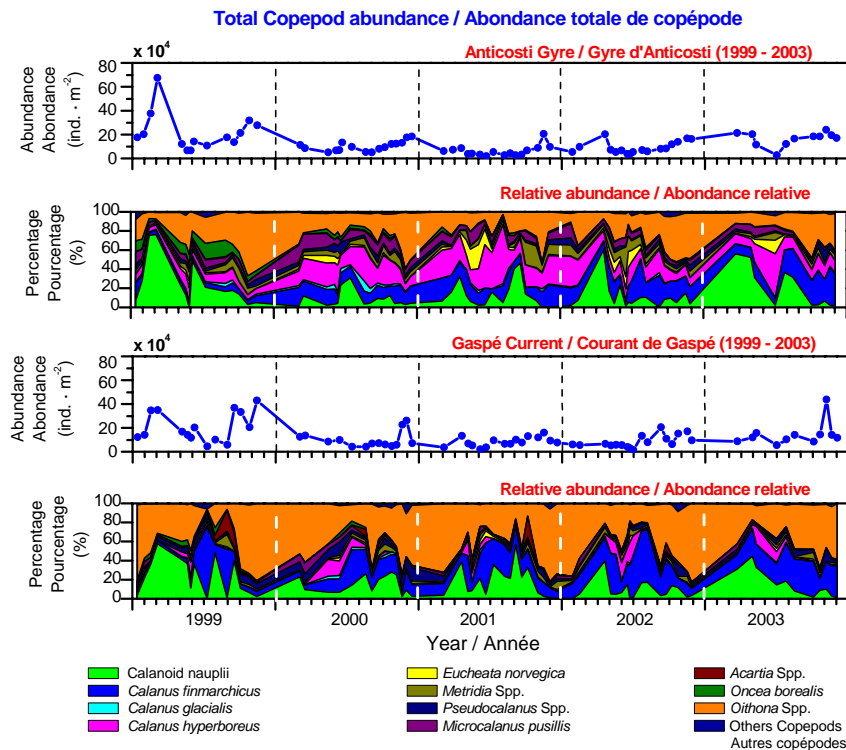 Total Copepod abundance / Abondance totale de copépode
x 10⁴
Anticosti Gyre / Gyre d'Anticosti (1999 - 2003)
Abundance
Abondance
(ind. · m⁻²)
80
60
40
20
0
Relative abundance / Abondance relative
Percentage
Pourcentage
(%)
100
80
60
40
20
0
x 10⁴
Gaspé Current / Courant de Gaspé (1999 - 2003)
Abundance
Abondance
(ind. · m⁻²)
80
60
40
20
0
Relative abundance / Abondance relative
Percentage
Pourcentage
(%)
100
80
60
40
20
0
1999 2000 2001 2002 2003
Year / Année
Calanoid nauplii
Calanus finmarchicus
Calanus glacialis
Calanus hyperboreus
Eucheata norvegica
Metridia Spp.
Pseudocalanus Spp.
Microcalanus pusillis
Acartia Spp.
Oncea borealis
Oithona Spp.
Others Copepods
Autres copépodes